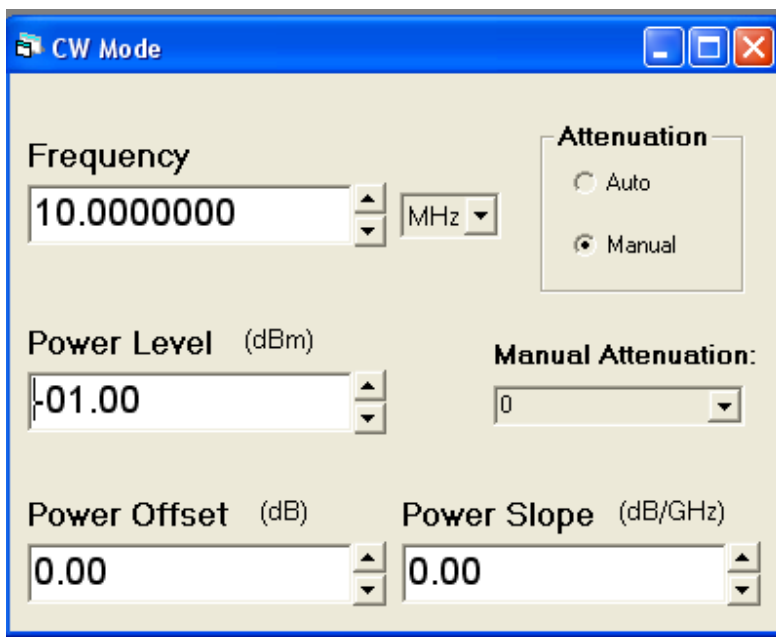 CW Mode
Attenuation
Frequency
Auto
10.0000000
MHz
Manual
Power Level (dBm)
Manual Attenuation:
-01.00
0
Power Offset (dB)
Power Slope (dB/GHz)
0.00
0.00